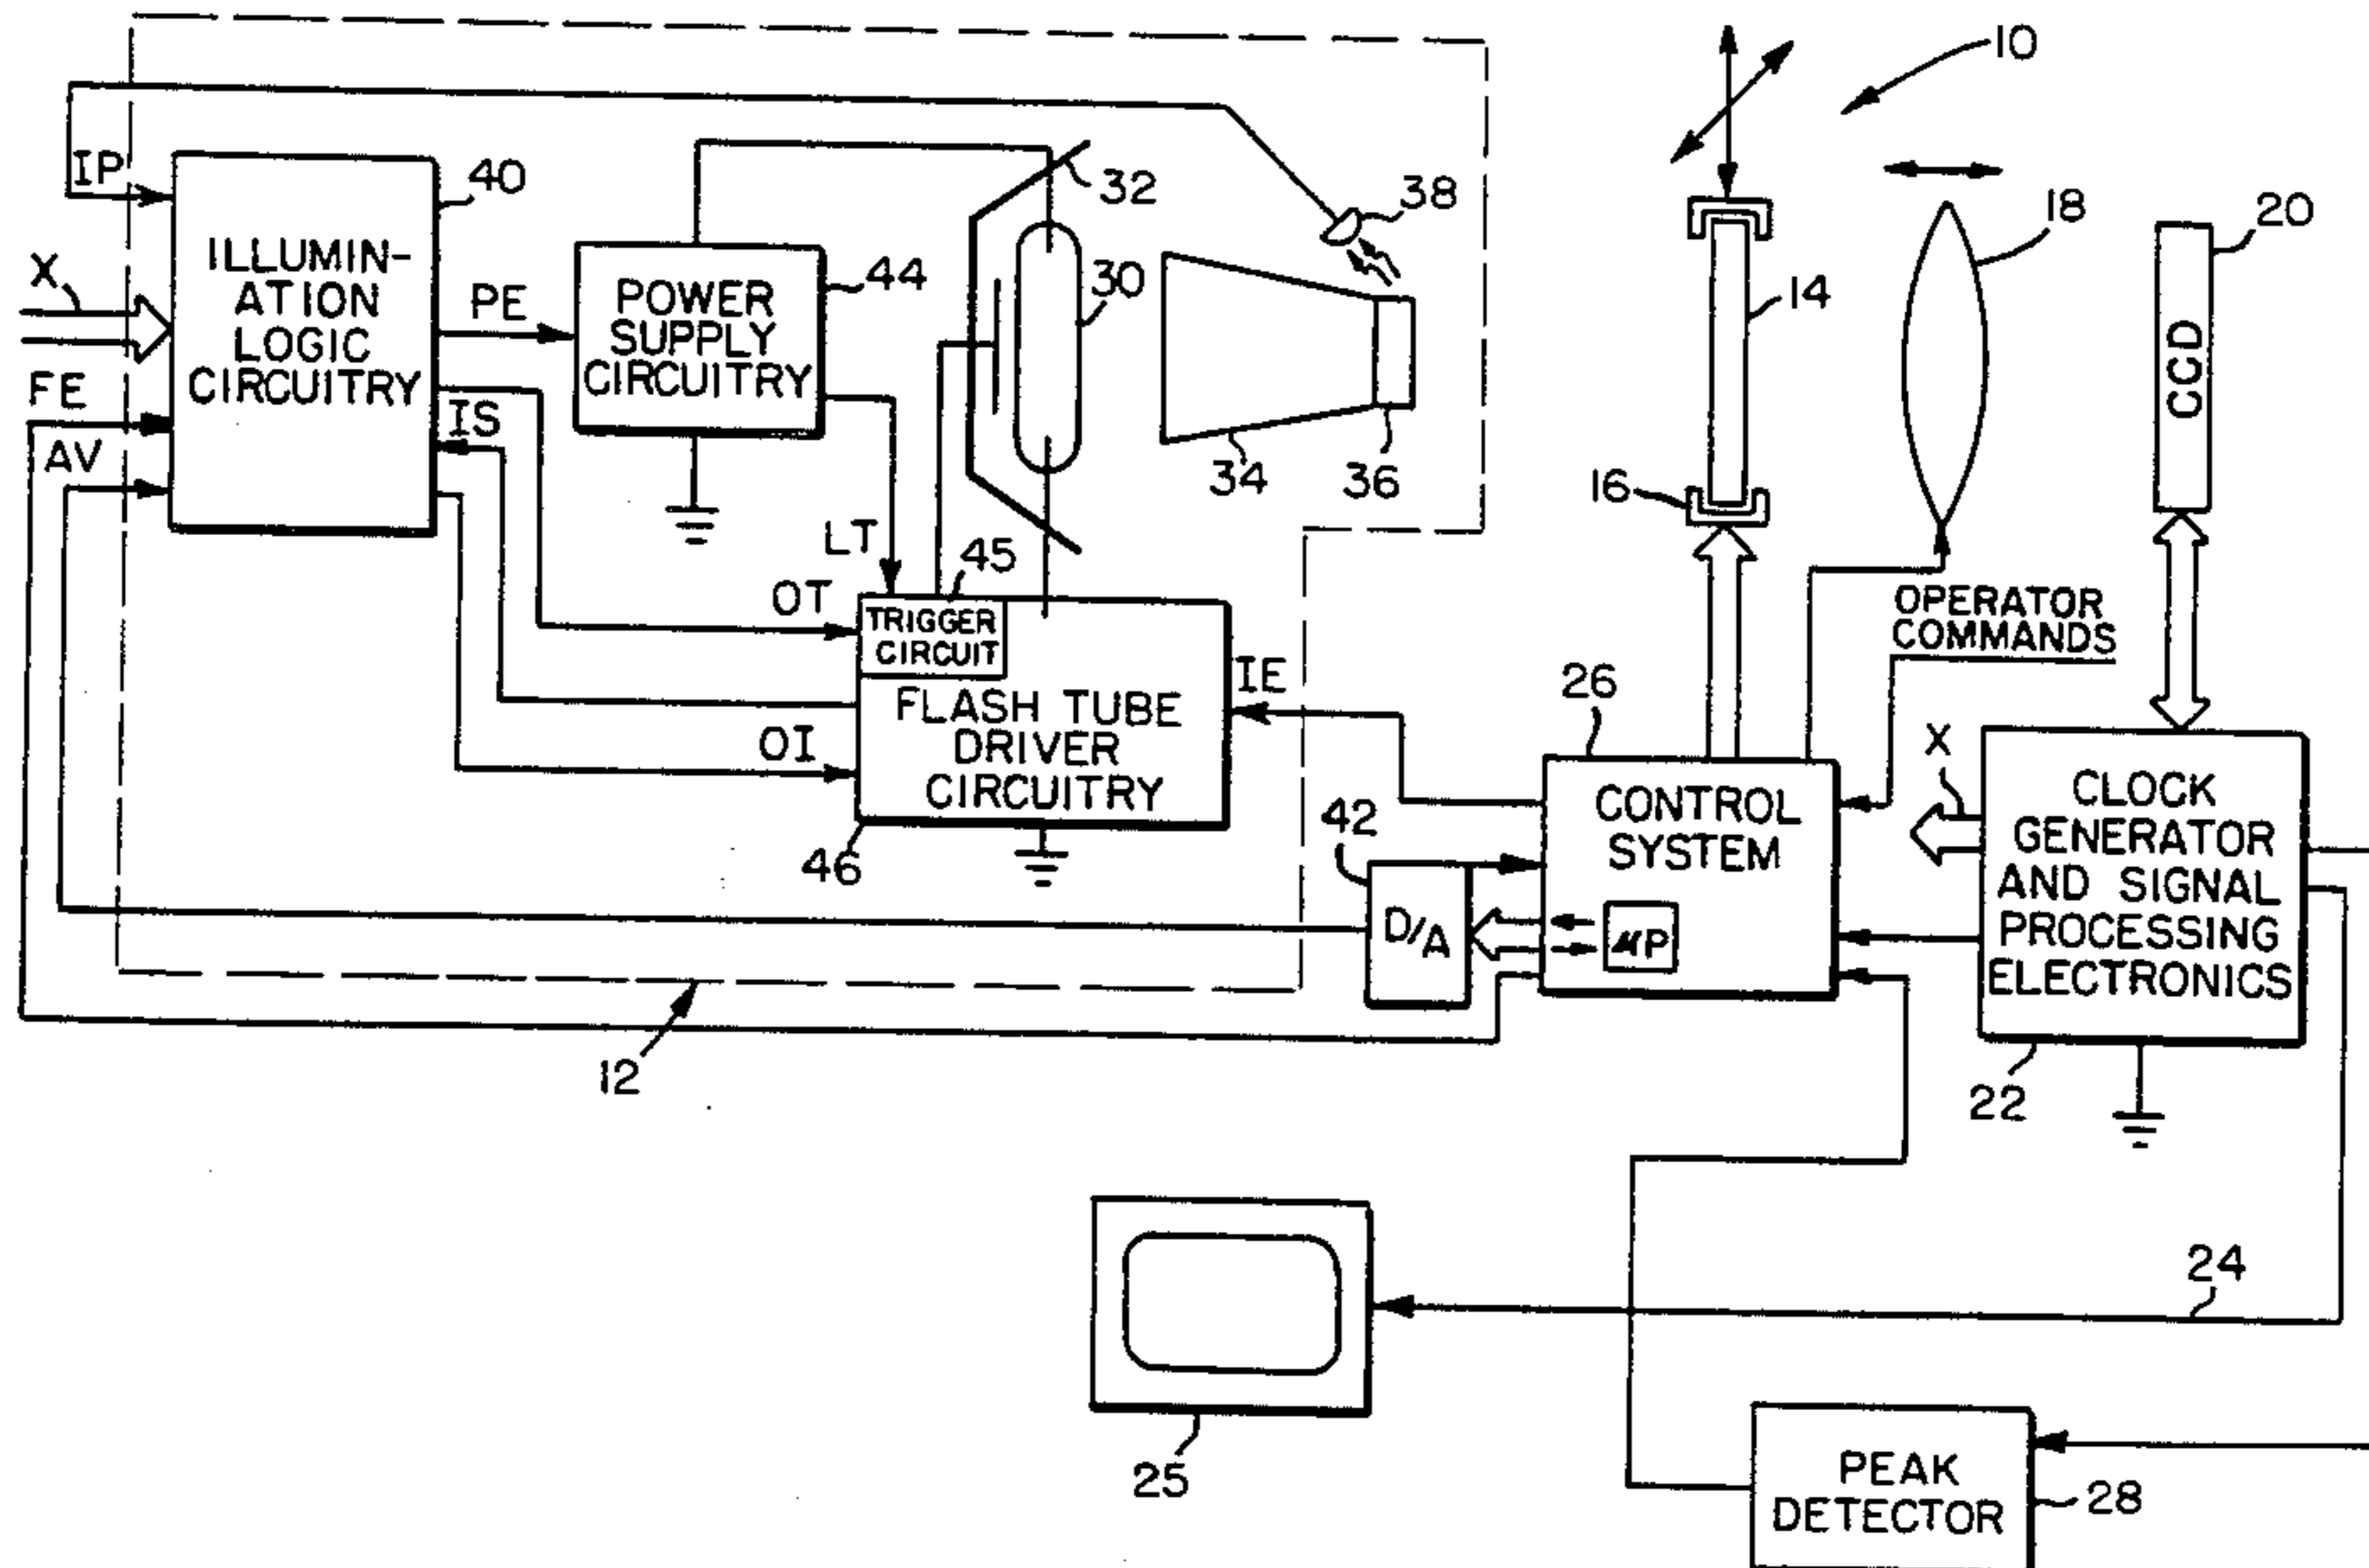 10
IP
40
32
38
18
20
ILLUMIN-
ATION
LOGIC
CIRCUITRY
X
PE
POWER
SUPPLY
CIRCUITRY
44
30
14
CCD
FE
IS
AV
34
36
16
LT
45
OT
TRIGGER
CIRCUIT
OPERATOR
COMMANDS
IE
26
FLASH TUBE
DRIVER
CIRCUITRY
OI
X
46
42
CONTROL
SYSTEM
CLOCK
GENERATOR
AND SIGNAL
PROCESSING
ELECTRONICS
D/A
μP
12
22
24
25
PEAK
DETECTOR
28